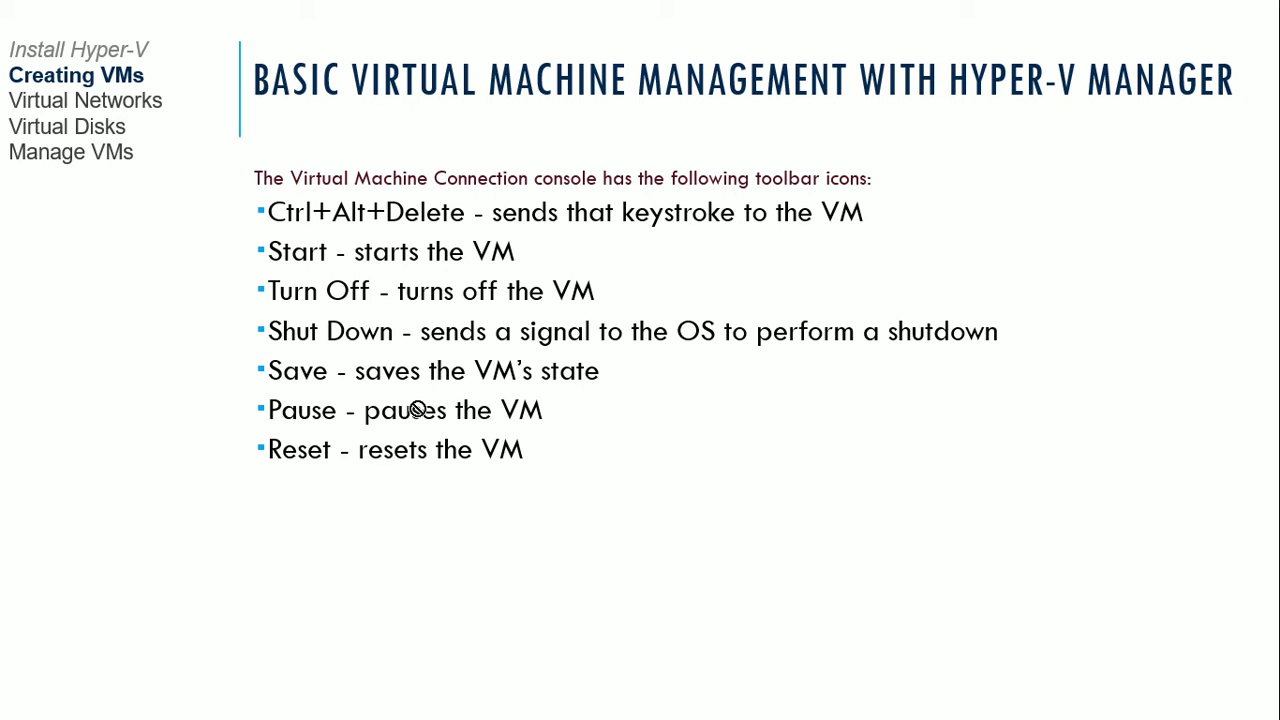 Install Hyper-V
Creating VMs
Virtual Networks
Virtual Disks
Manage VMs
BASIC VIRTUAL MACHINE MANAGEMENT WITH HYPER-V MANAGER
The Virtual Machine Connection console has the following toolbar icons:
▪Ctrl+Alt+Delete - sends that keystroke to the VM
▪Start - starts the VM
▪Turn Off - turns off the VM
▪Shut Down - sends a signal to the OS to perform a shutdown
▪Save - saves the VM's state
▪Pause - pauses the VM
▪Reset - resets the VM